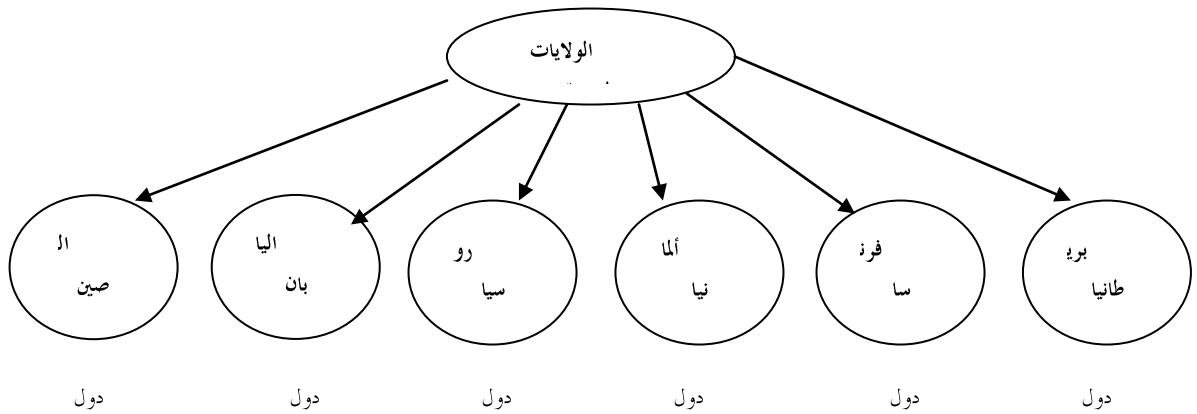 الولايات
بري
طانيا
فرن
سا
ألما
نيا
رو
سيا
اليا
بان
ال
صين
دول
دول
دول
دول
دول
دول